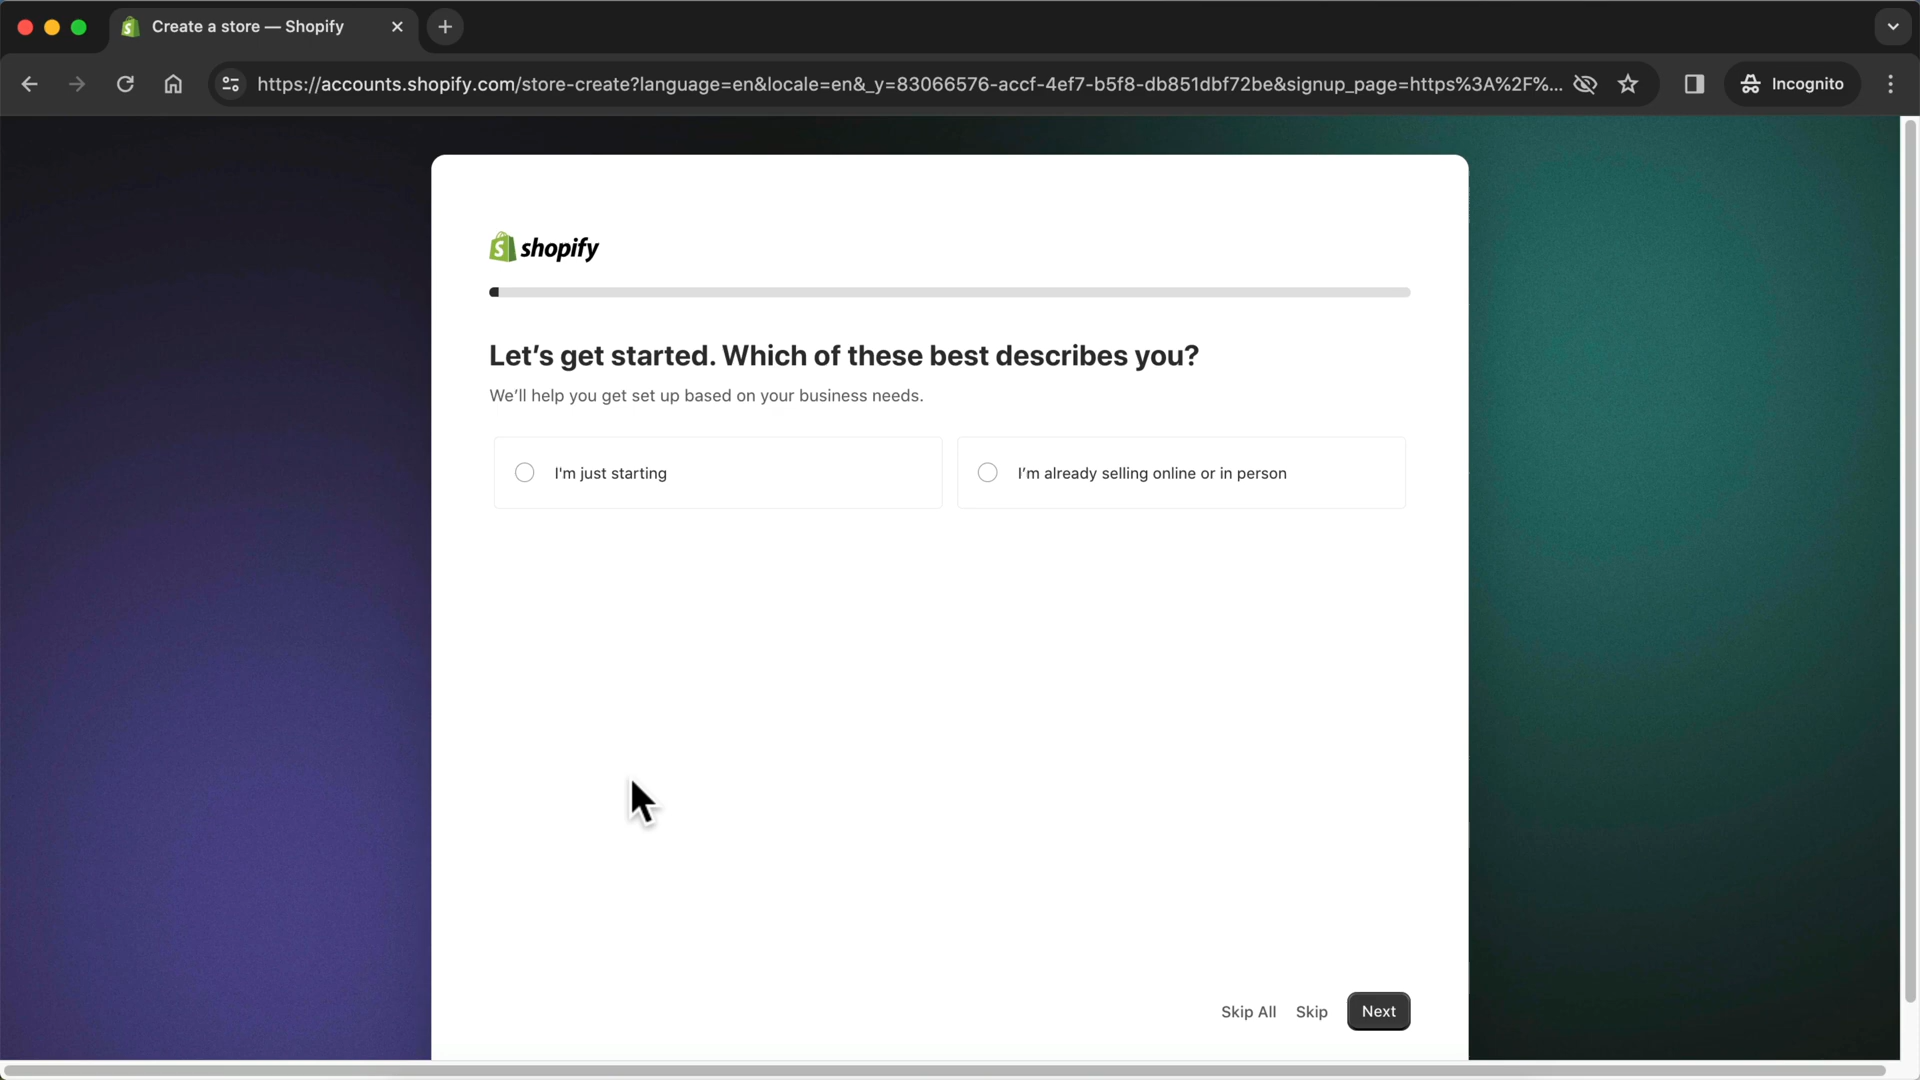 Create a store — Shopify
https://accounts.shopify.com/store-create?language=en&locale=en&_y=83066576-accf-4ef7-b5f8-db851dbf72be&signup_page=https%3A%2F%...
Incognito
shopify
Let’s get started. Which of these best describes you?
We’ll help you get set up based on your business needs.
I'm just starting
I’m already selling online or in person
Skip All
Skip
Next